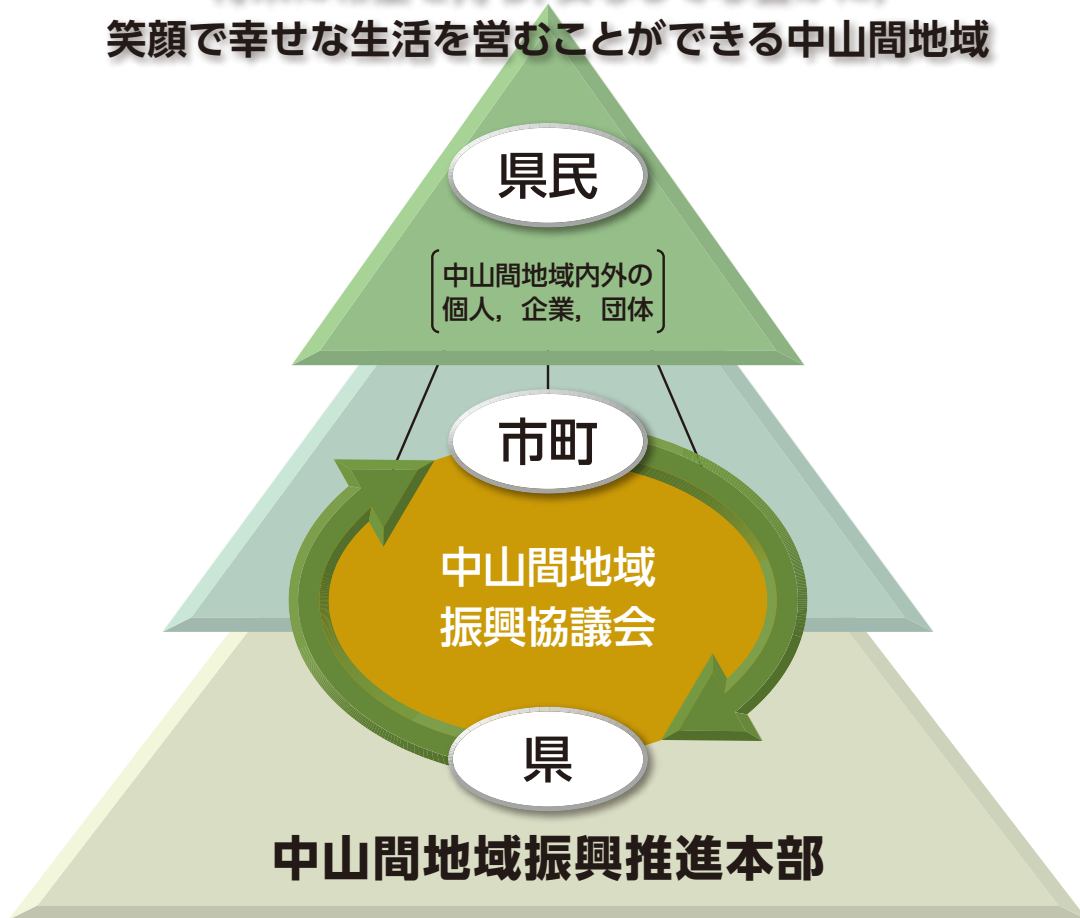 笑顔で幸せな生活を営むことができる中山間地域
県民
中山間地域内外の
個人，企業，団体
市町
中山間地域
振興協議会
県
中山間地域振興推進本部